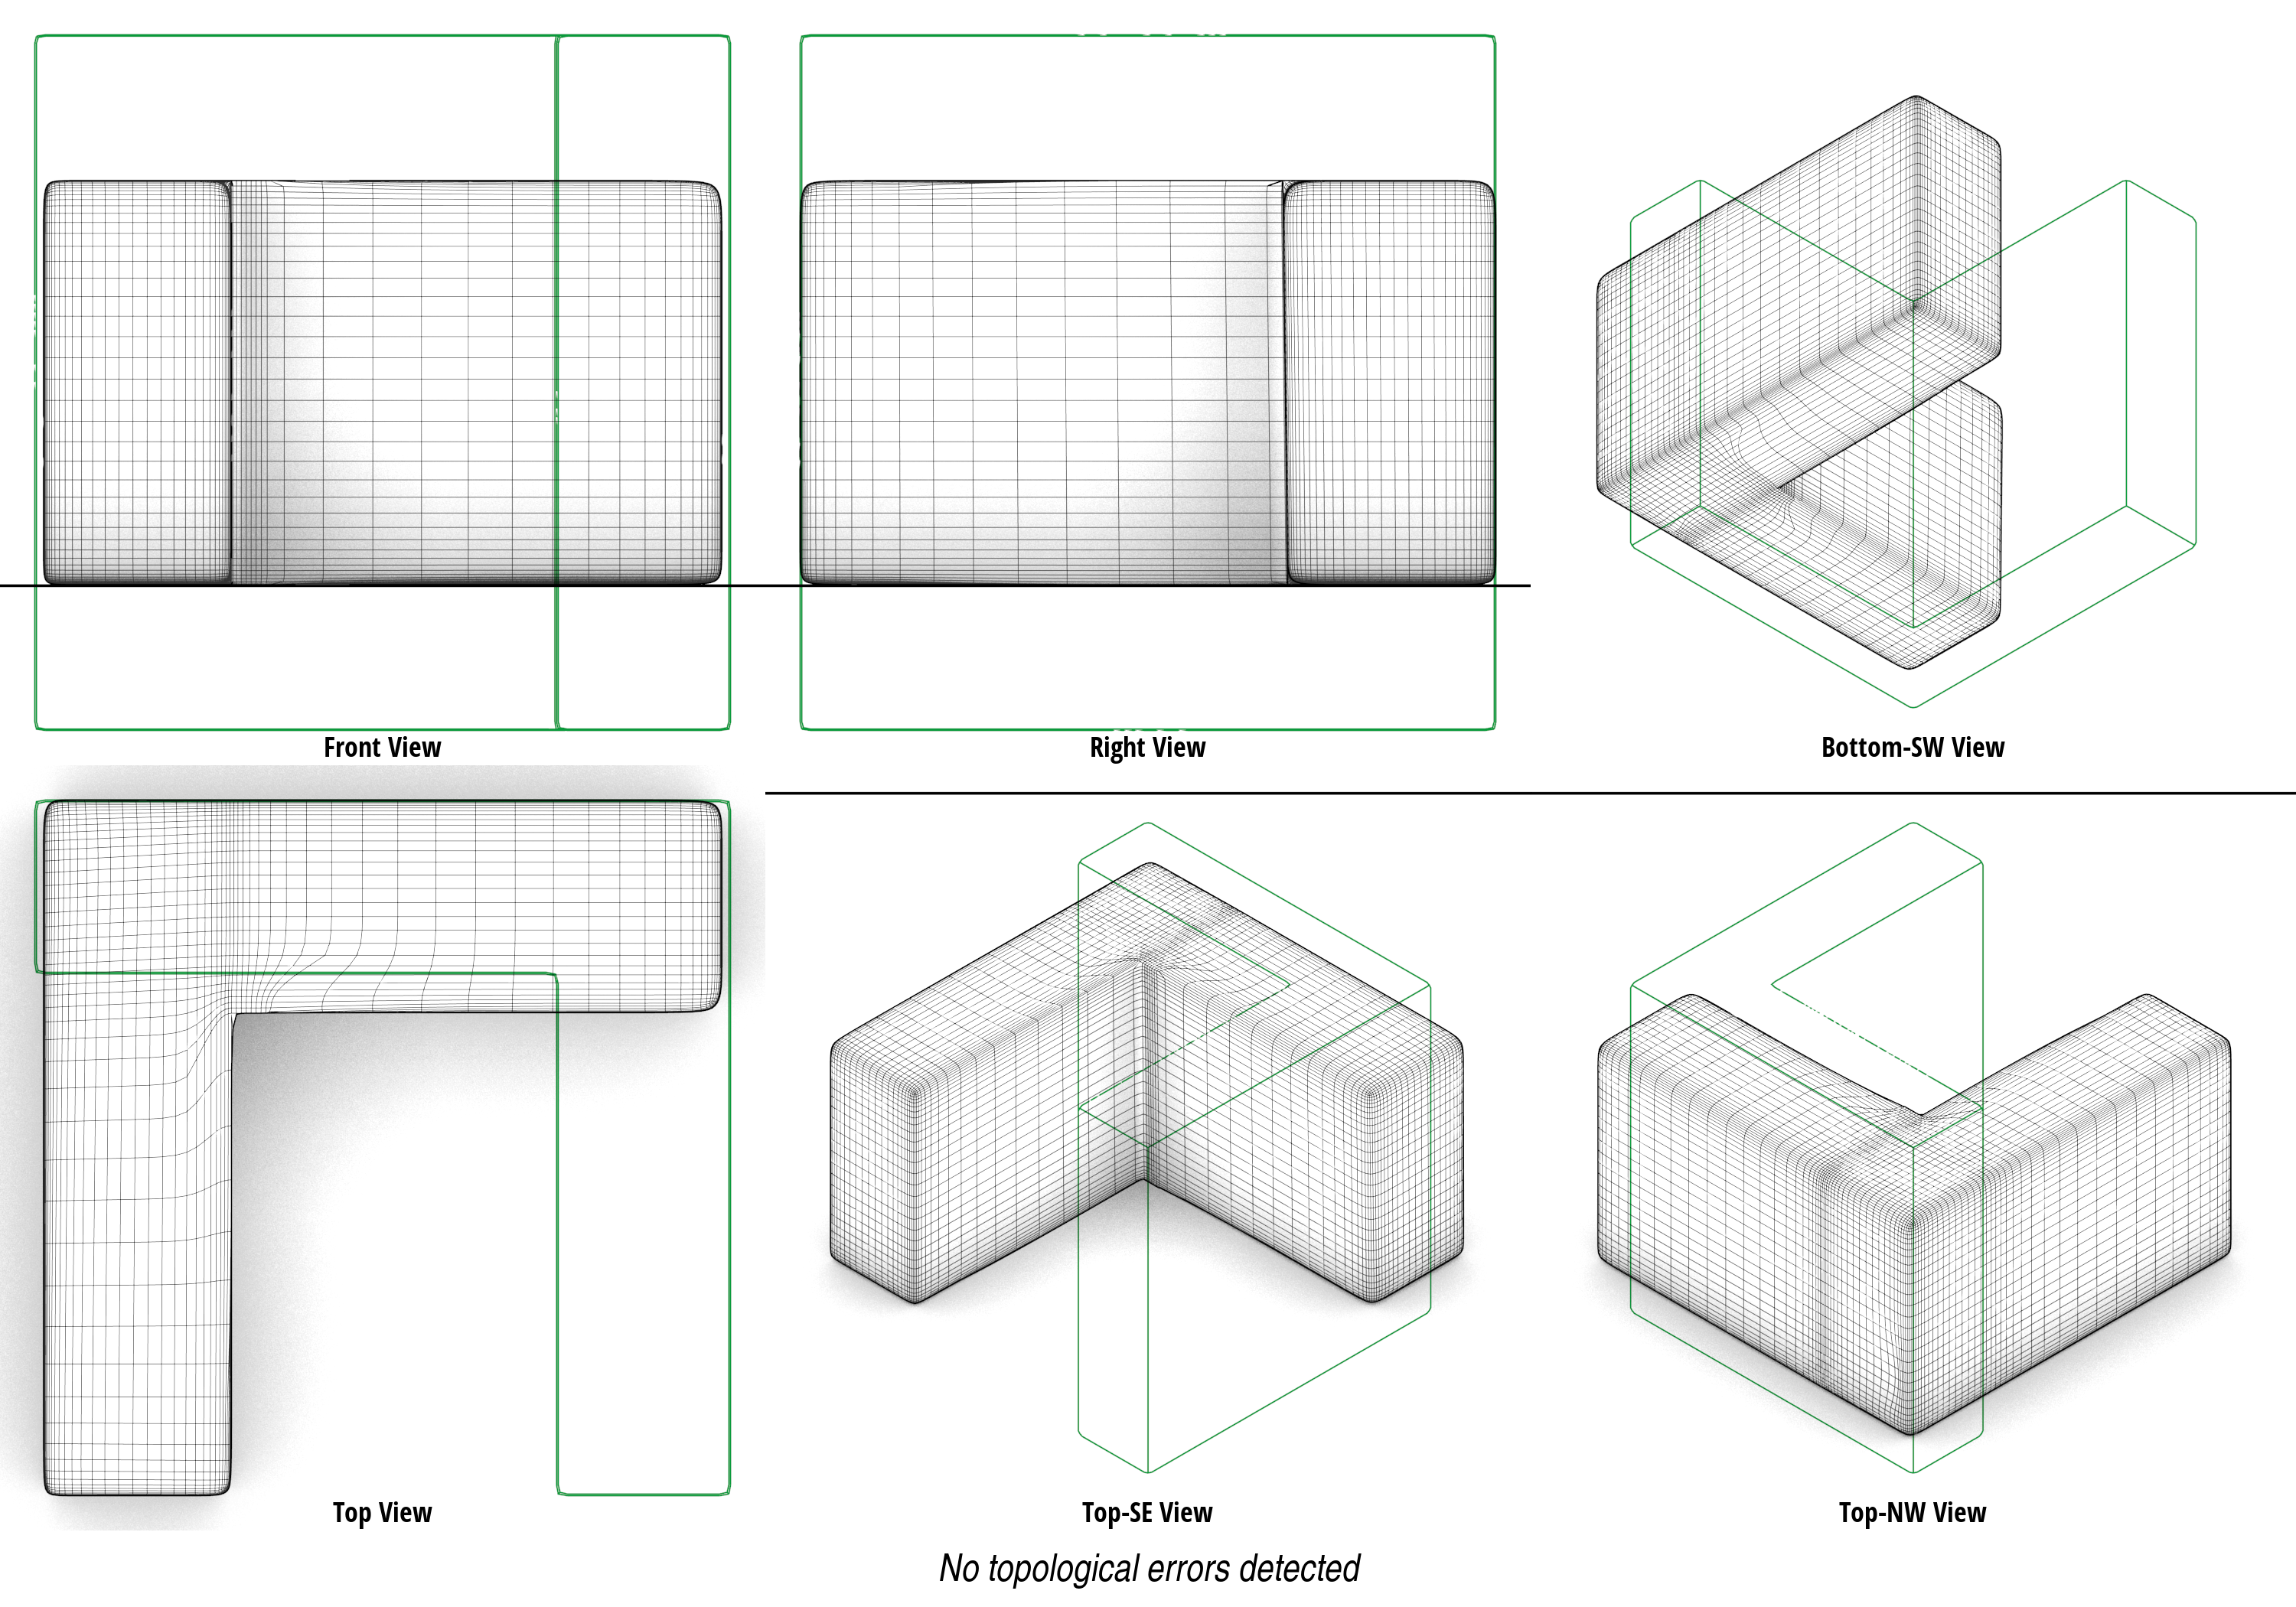 Front View
Right View
Bottom-SW View
Top View
Top-SE View
Top-NW View
No topological errors detected